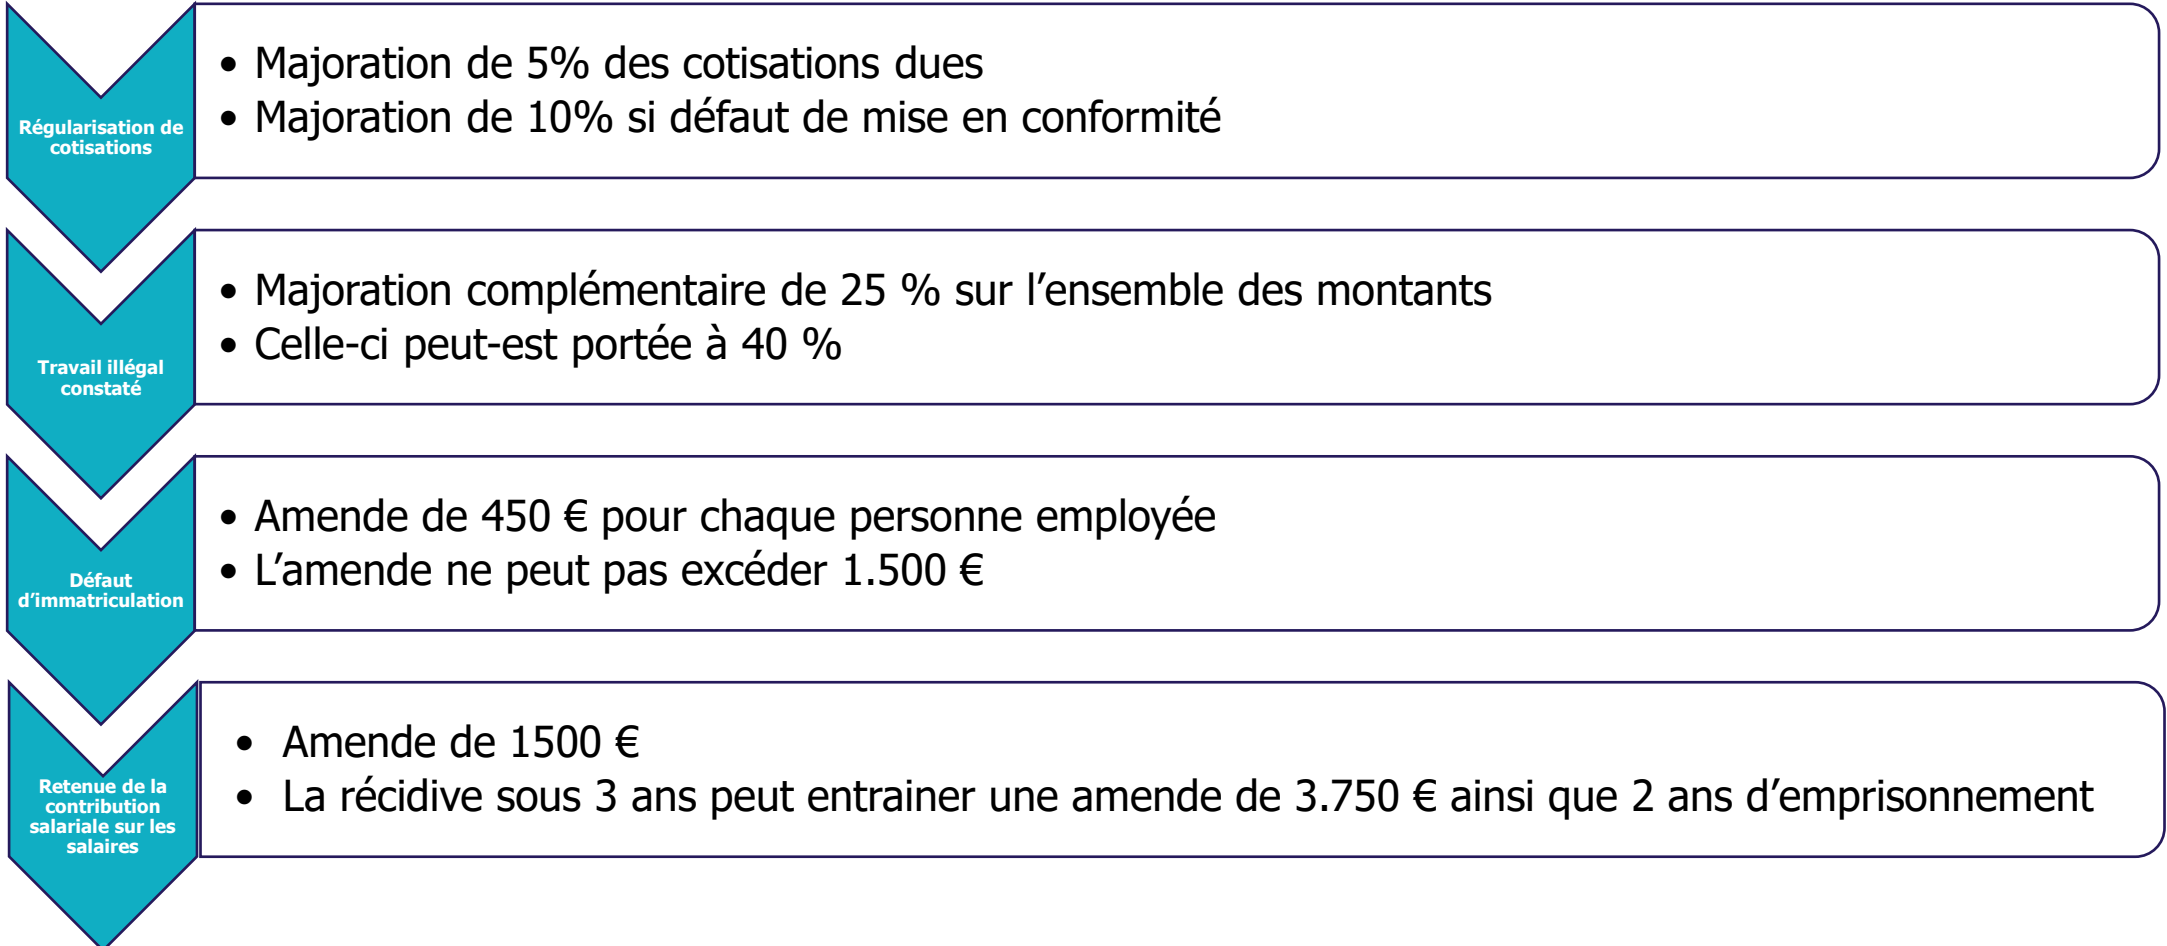 Régularisation de
cotisations
• Majoration de 5% des cotisations dues
• Majoration de 10% si défaut de mise en conformité
Travail illégal
constaté
• Majoration complémentaire de 25 % sur l’ensemble des montants
• Celle-ci peut-est portée à 40 %
Défaut
d’immatriculation
• Amende de 450 € pour chaque personne employée
• L’amende ne peut pas excéder 1.500 €
Retenue de la
contribution
salariale sur les
salaires
• Amende de 1500 €
• La récidive sous 3 ans peut entrainer une amende de 3.750 € ainsi que 2 ans d’emprisonnement